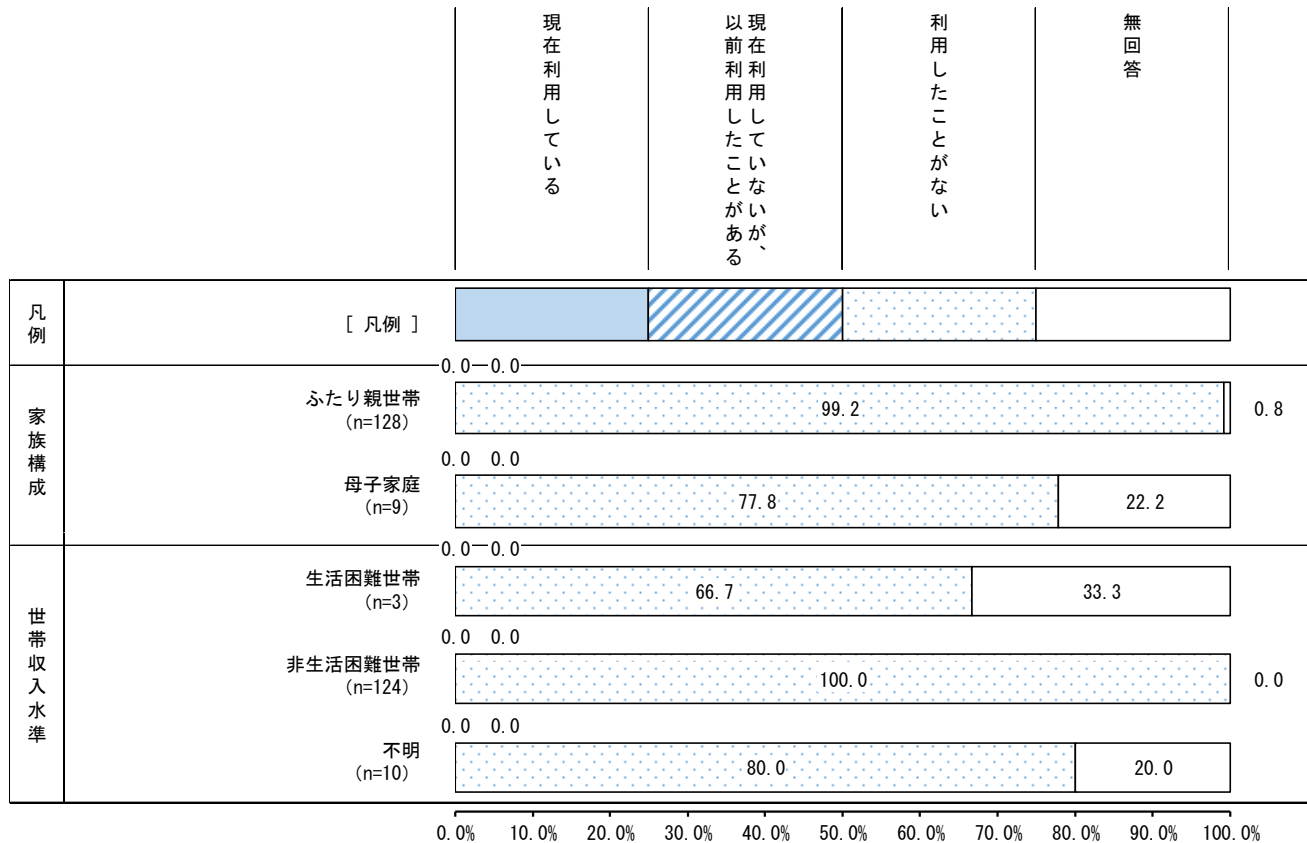 現在利用している
現在利用していないが、
以前利用したことがある
利用したことがない
無回答
凡例
[ 凡例 ]
家族構成
0.0 0.0
ふたり親世帯
(n=128)
99.2
0.8
0.0 0.0
母子家庭
(n=9)
77.8
22.2
世帯収入水準
0.0 0.0
生活困難世帯
(n=3)
66.7
33.3
0.0 0.0
非生活困難世帯
(n=124)
100.0
0.0
0.0 0.0
不明
(n=10)
80.0
20.0
0.0% 10.0% 20.0% 30.0% 40.0% 50.0% 60.0% 70.0% 80.0% 90.0% 100.0%